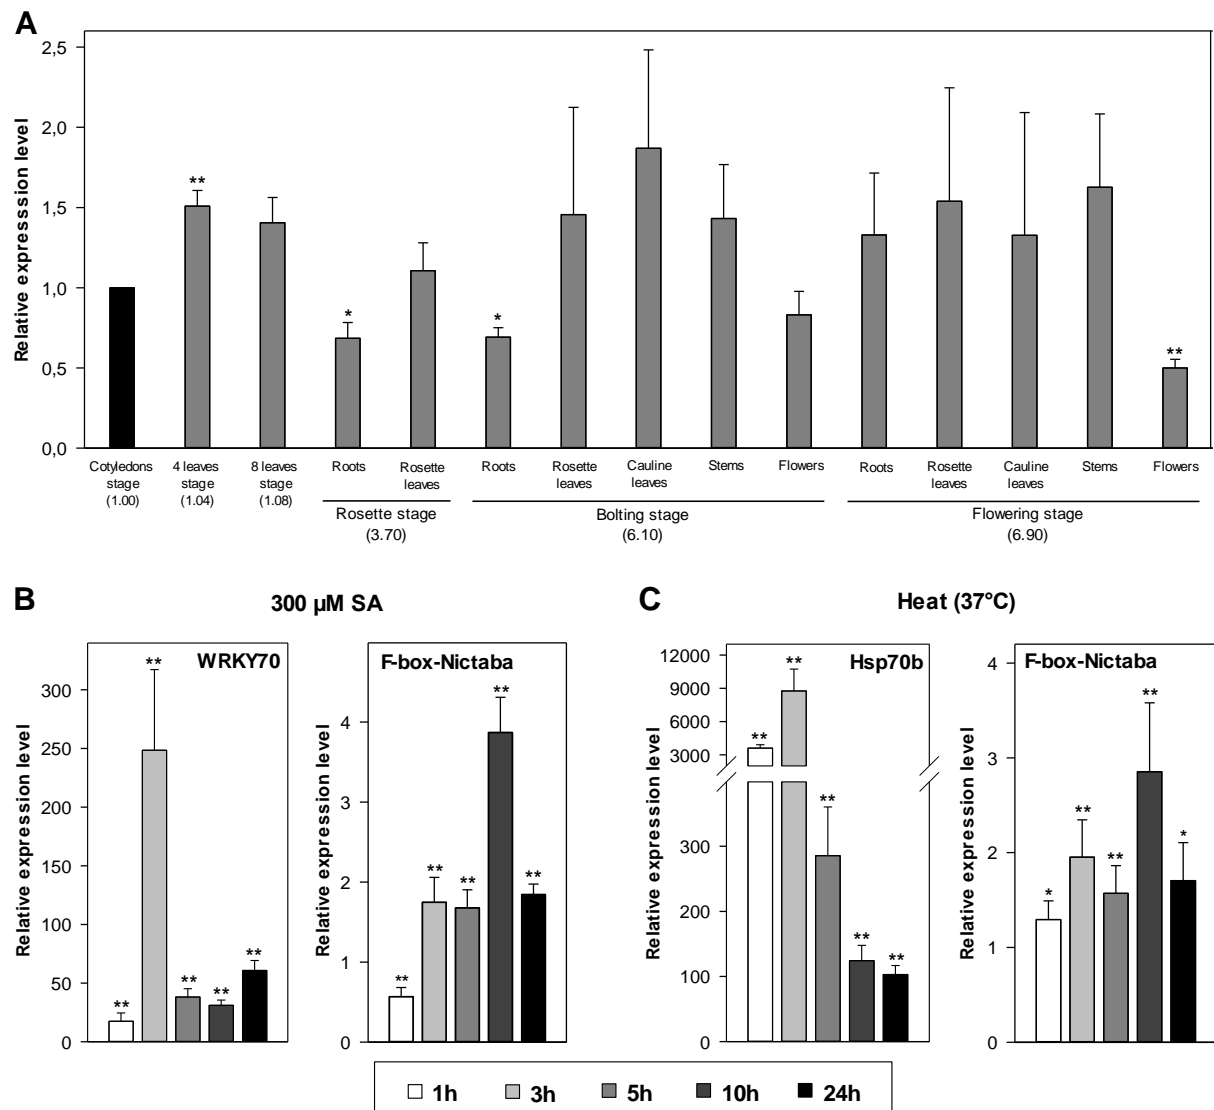 A
Relative expresssion level
2,5
2,0
1,5
1,0
0,5
0,0
** * * **
Cotyledons stage (1.00)
4 leaves stage (1.04)
8 leaves stage (1.08)
Roots
Rosette leaves
Rosette stage (3.70)
Roots
Rosette leaves
Cauline leaves
Stems
Flowers
Bolting stage (6.10)
Roots
Rosette leaves
Cauline leaves
Stems
Flowers
Flowering stage (6.90)
B
300 µM SA
WRKY70
Relative expression level
300
250
200
150
100
50
0
** ** ** ** **
F-box-Nictaba
Relative expression level
4
3
2
1
0
** ** ** ** **
C
Heat (37°C)
Hsp70b
Relative expression level
12000
9000
6000
3000
300
200
100
0
** ** ** ** **
F-box-Nictaba
Relative expression level
4
3
2
1
0
* ** ** ** *
1h 3h 5h 10h 24h